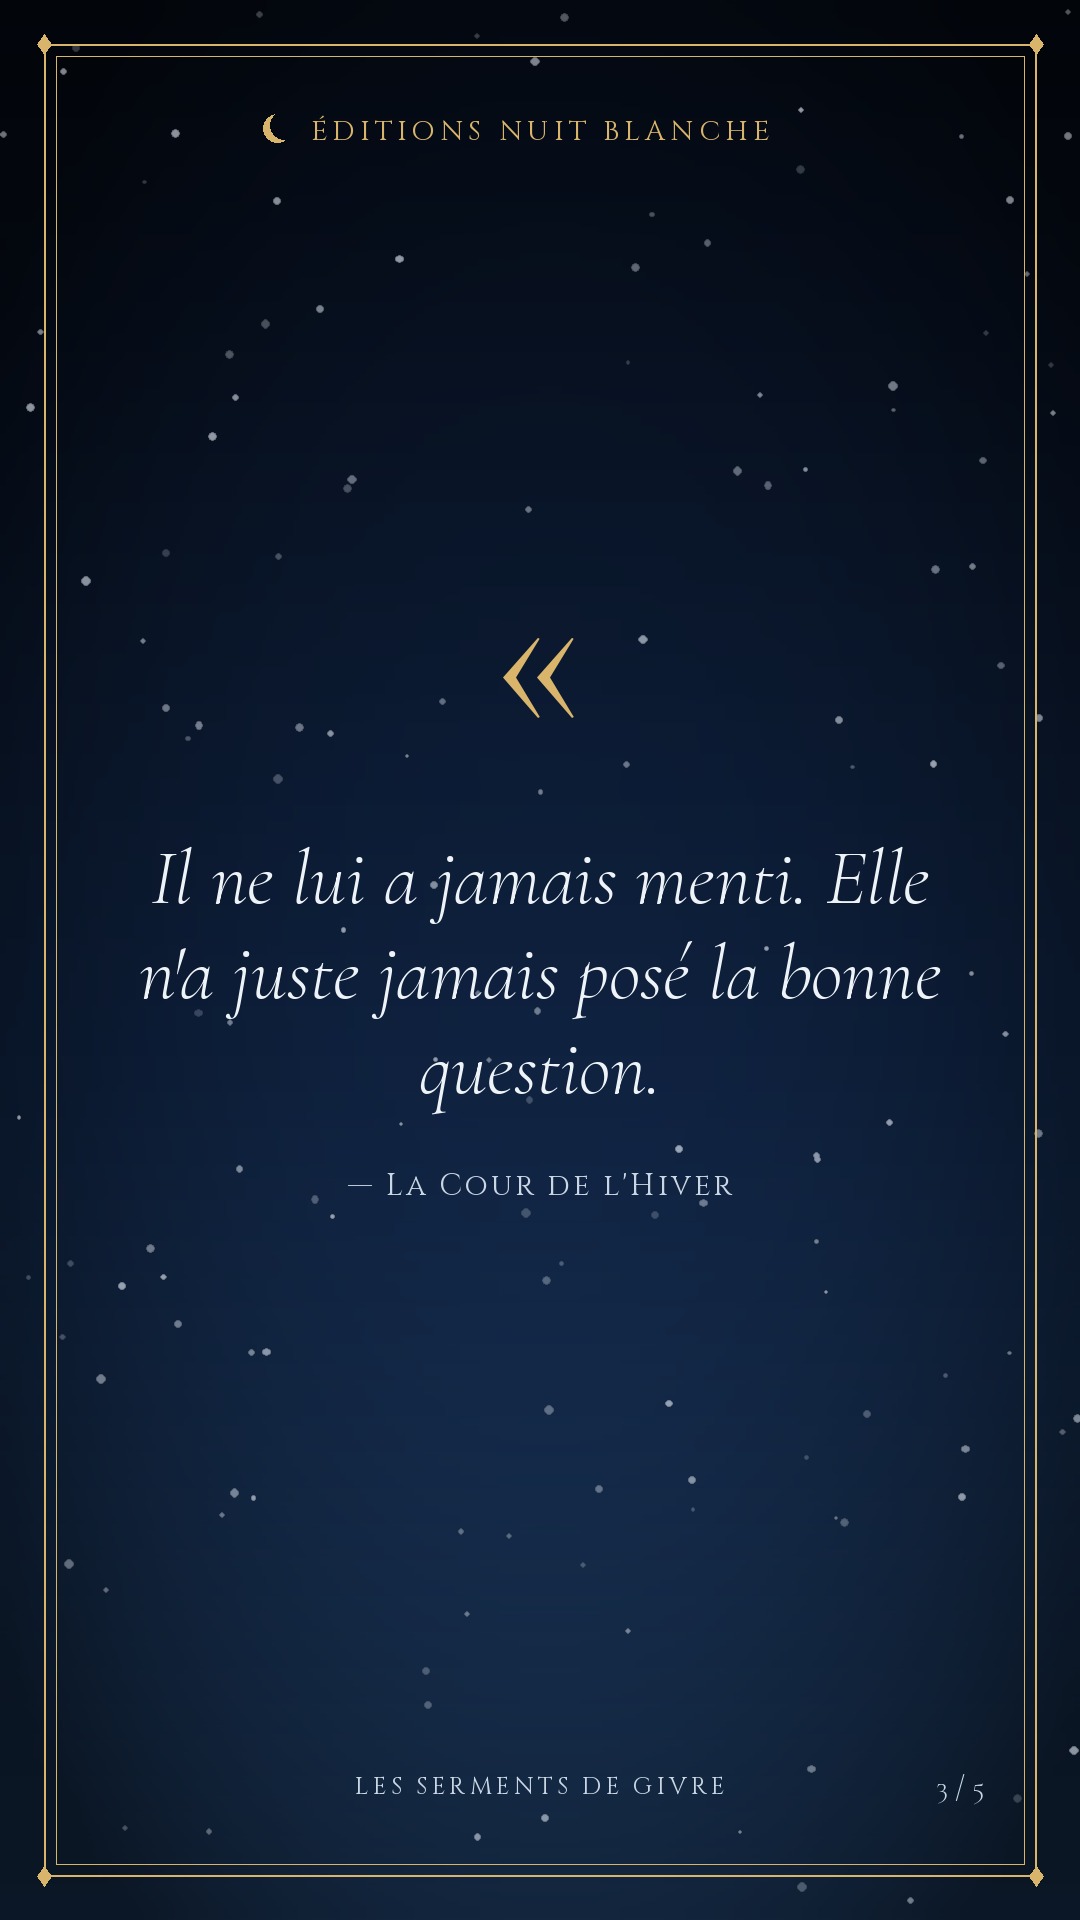 ÉDITIONS NUIT BLANCHE
«
Il ne lui a jamais menti. Elle
n'a juste jamais posé la bonne
question.
— La Cour de l'Hiver
LES SERMENTS DE GIVRE
3/5